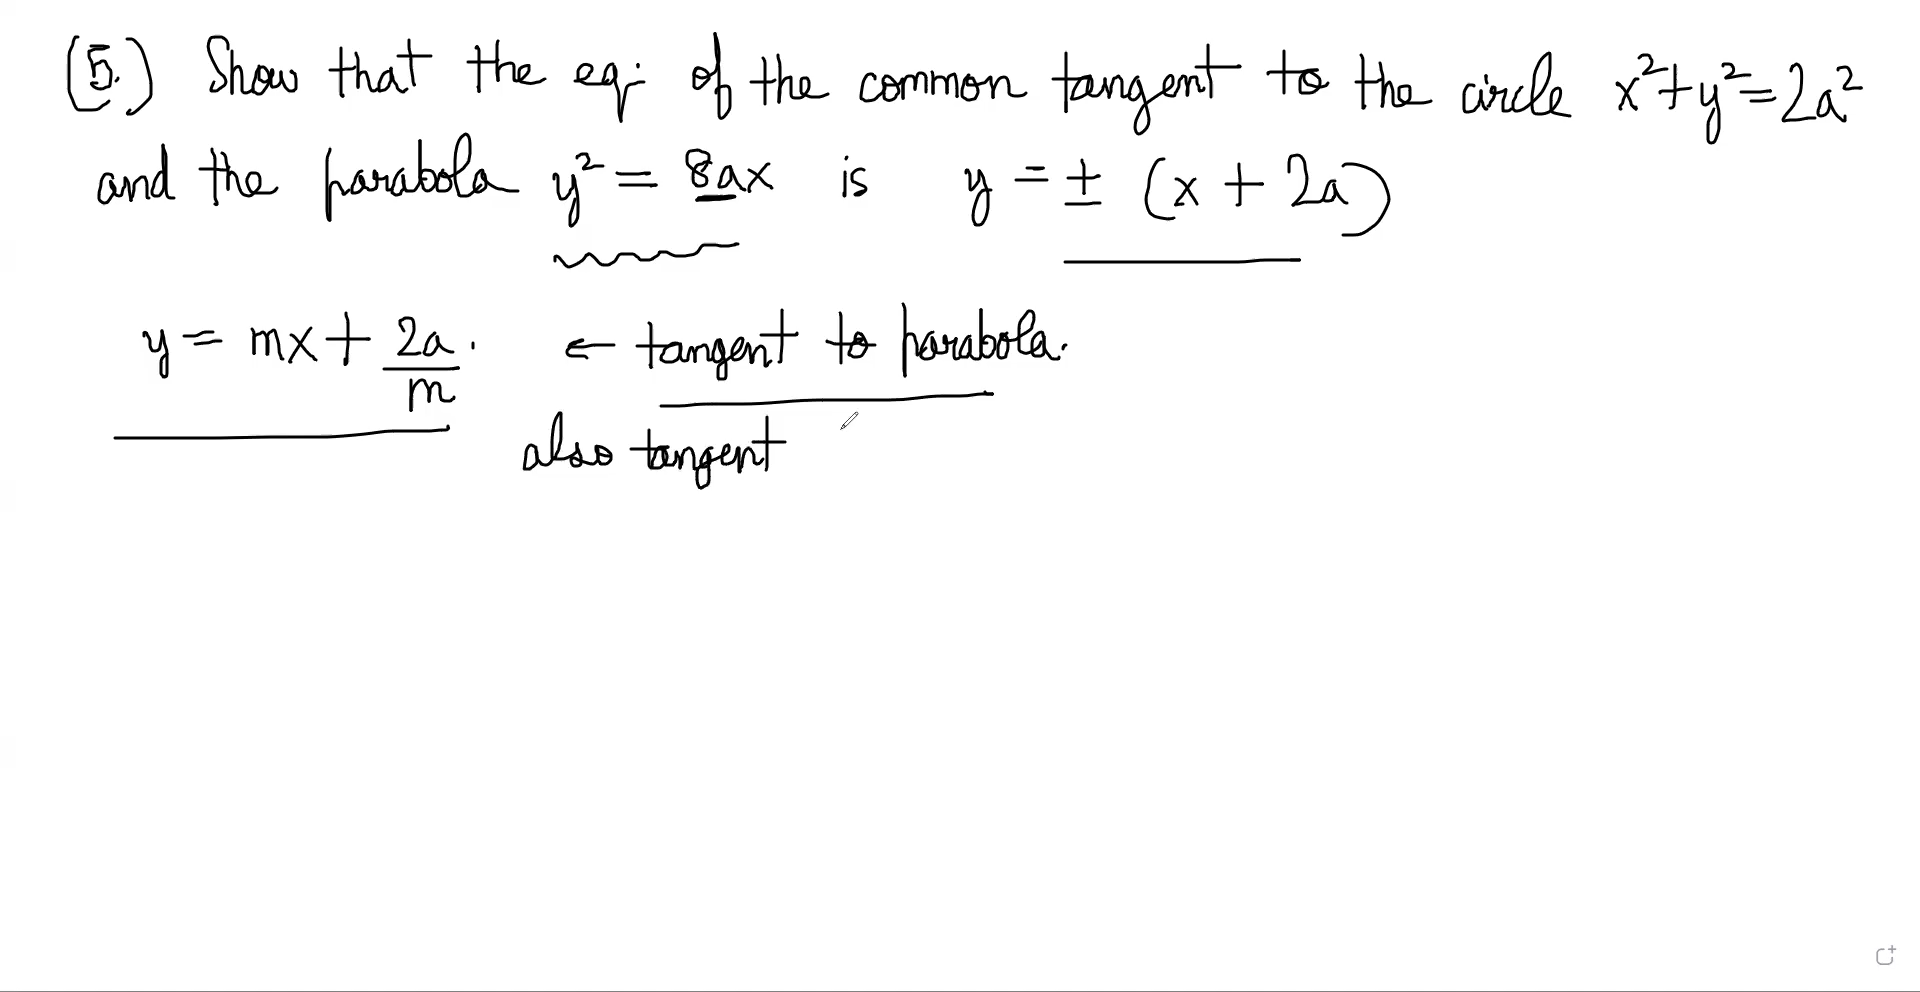 (5.) Show that the eqⁿ. of the common tangent to the circle x²+y²=2a²
and the parabola y² = 8ax is y = ± (x + 2a)
y = mx + 2a/m. ← tangent to parabola.
also tangent